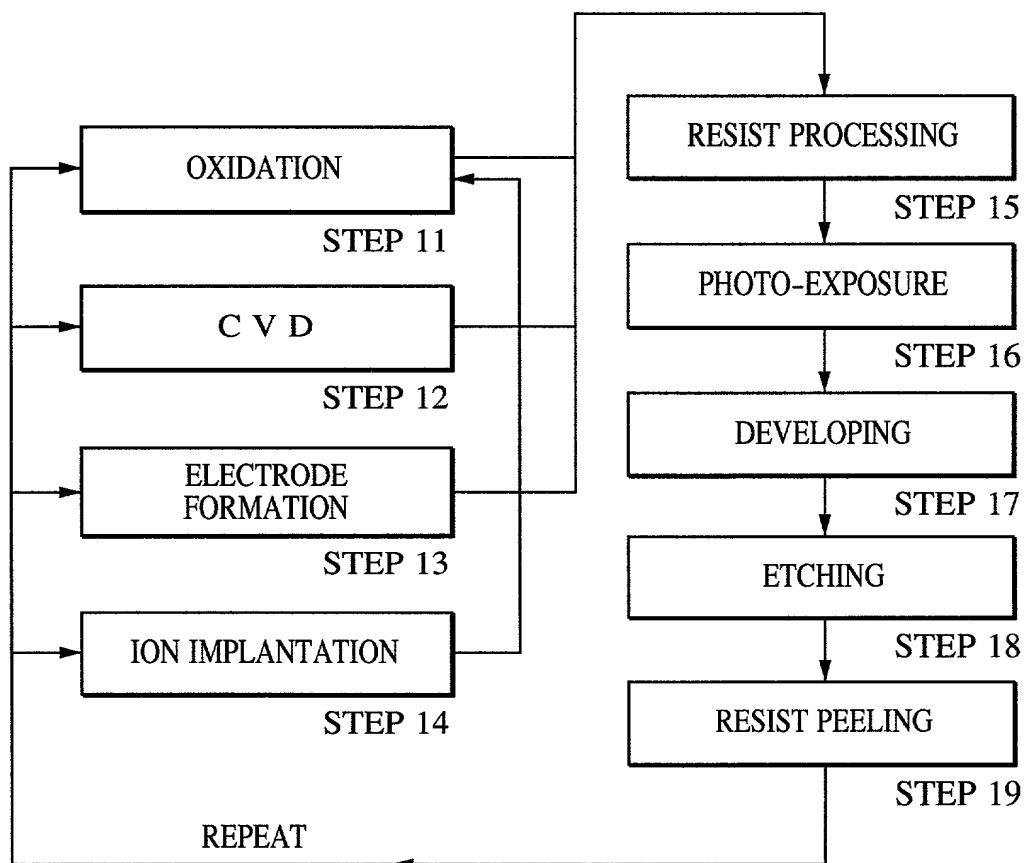 OXIDATION
STEP 11
C V D
STEP 12
ELECTRODE
FORMATION
STEP 13
ION IMPLANTATION
STEP 14
RESIST PROCESSING
STEP 15
PHOTO-EXPOSURE
STEP 16
DEVELOPING
STEP 17
ETCHING
STEP 18
RESIST PEELING
STEP 19
REPEAT